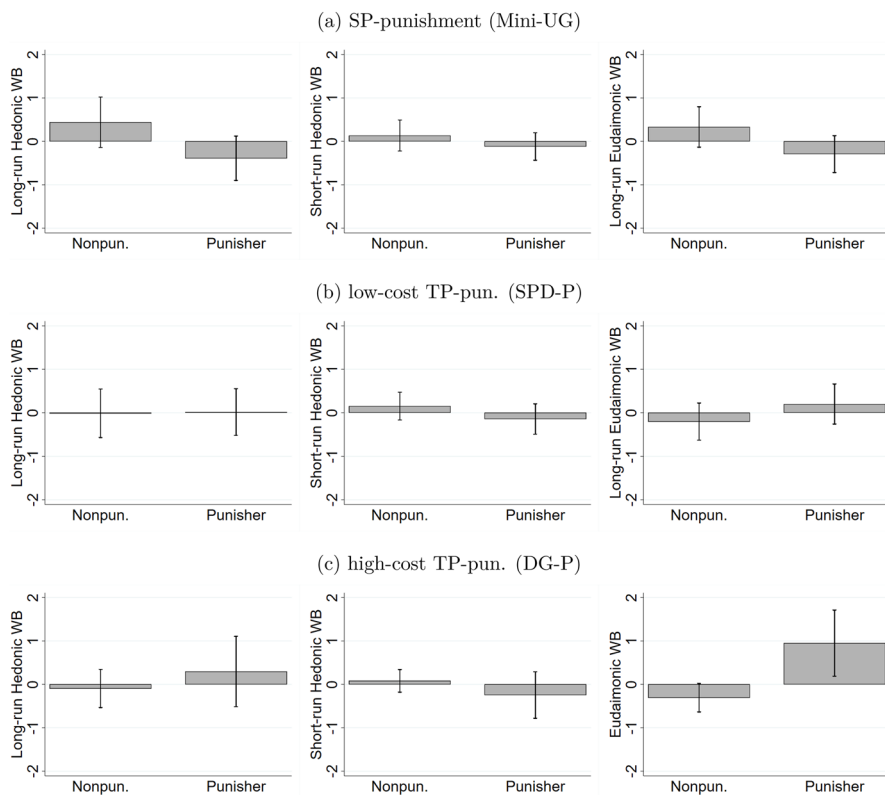 (a) SP-punishment (Mini-UG)
Long-run Hedonic WB
2
1
0
-1
-2
Nonpun. Punisher
Short-run Hedonic WB
2
1
0
-1
-2
Nonpun. Punisher
Long-run Eudaimonic WB
2
1
0
-1
-2
Nonpun. Punisher
(b) low-cost TP-pun. (SPD-P)
Long-run Hedonic WB
2
1
0
-1
-2
Nonpun. Punisher
Short-run Hedonic WB
2
1
0
-1
-2
Nonpun. Punisher
Long-run Eudaimonic WB
2
1
0
-1
-2
Nonpun. Punisher
(c) high-cost TP-pun. (DG-P)
Long-run Hedonic WB
2
1
0
-1
-2
Nonpun. Punisher
Short-run Hedonic WB
2
1
0
-1
-2
Nonpun. Punisher
Eudaimonic WB
2
1
0
-1
-2
Nonpun. Punisher